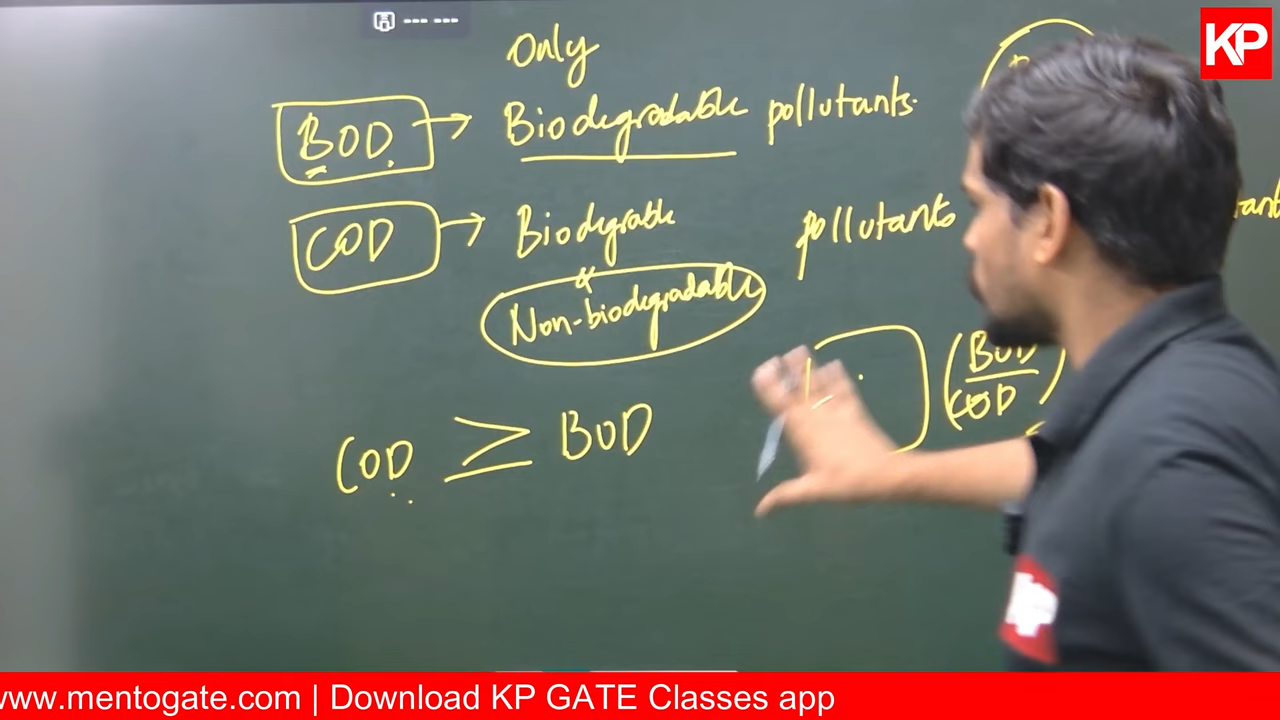 KP
Only
BOD → Biodegradable pollutants.
COD → Biodegrable pollutants
&
Non-biodegradable
BOD
COD
COD ≥ BOD
KP
www.mentogate.com | Download KP GATE Classes app